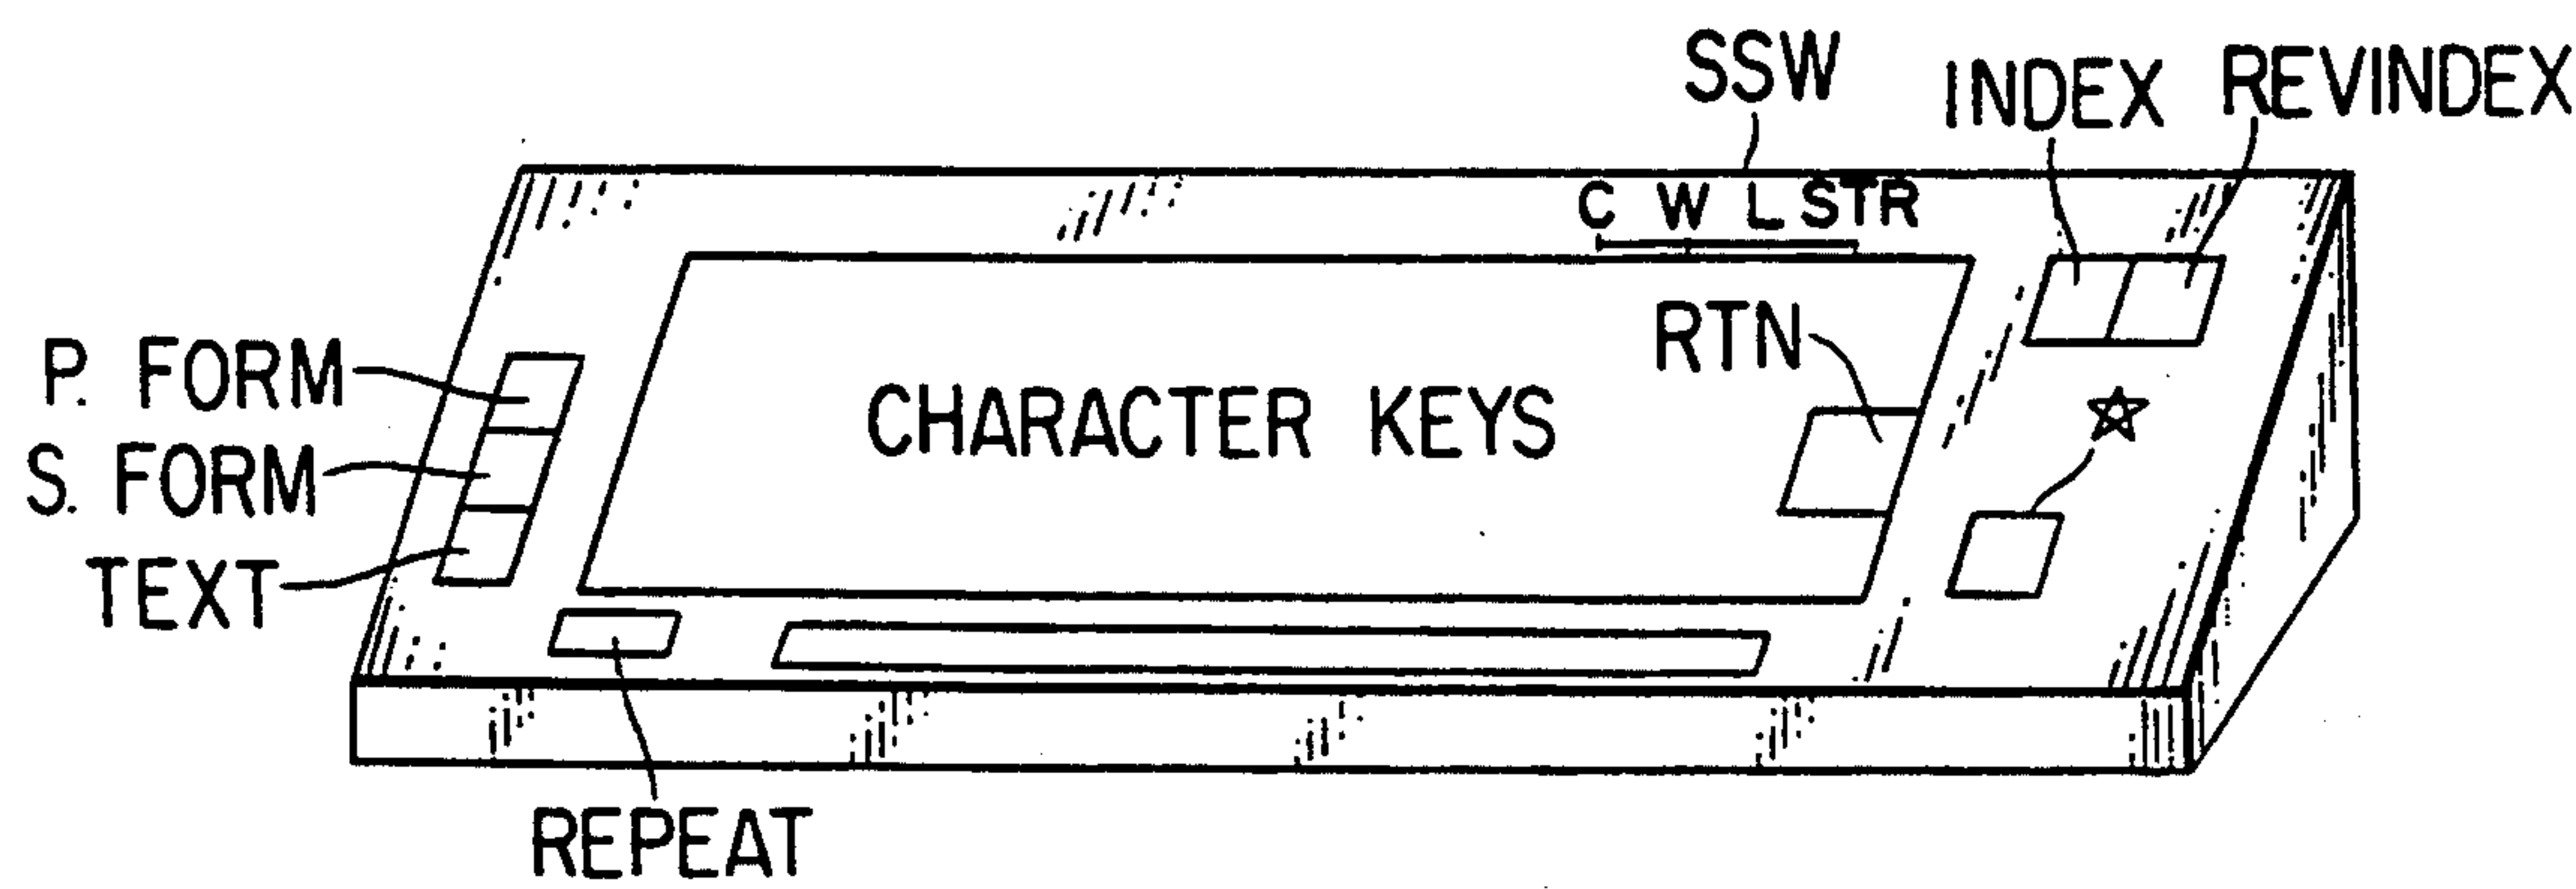 SSW
INDEX REVINDEX
C W L STR
RTN
P. FORM
CHARACTER KEYS
S. FORM
TEXT
REPEAT